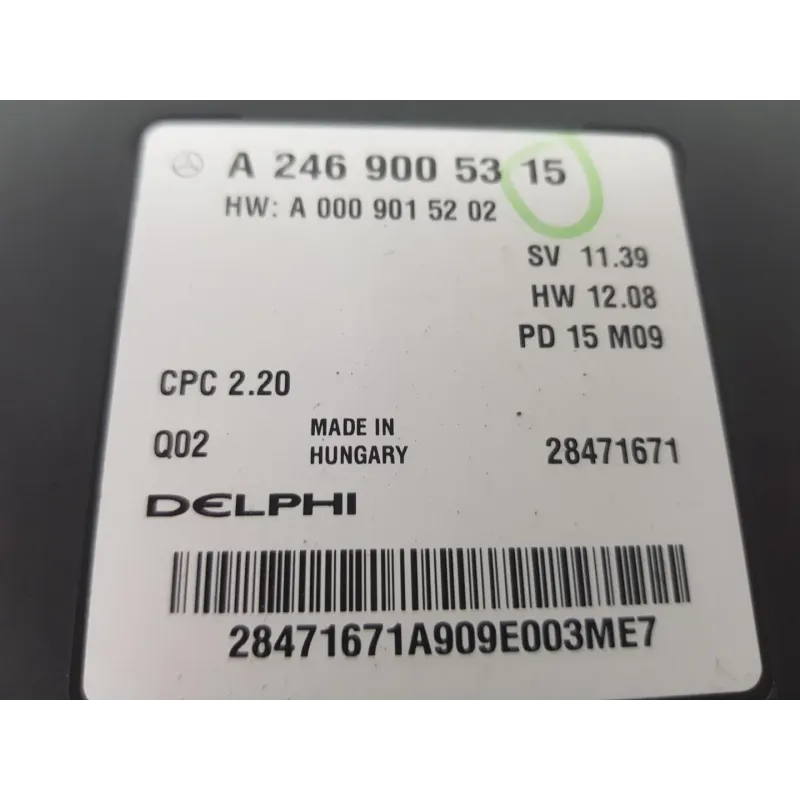 A 246 900 53 15
HW: A 000 901 52 02
SV 11.39
HW 12.08
PD 15 M09
CPC 2.20
Q02
MADE IN
HUNGARY
28471671
DELPHI
28471671A909E003ME7